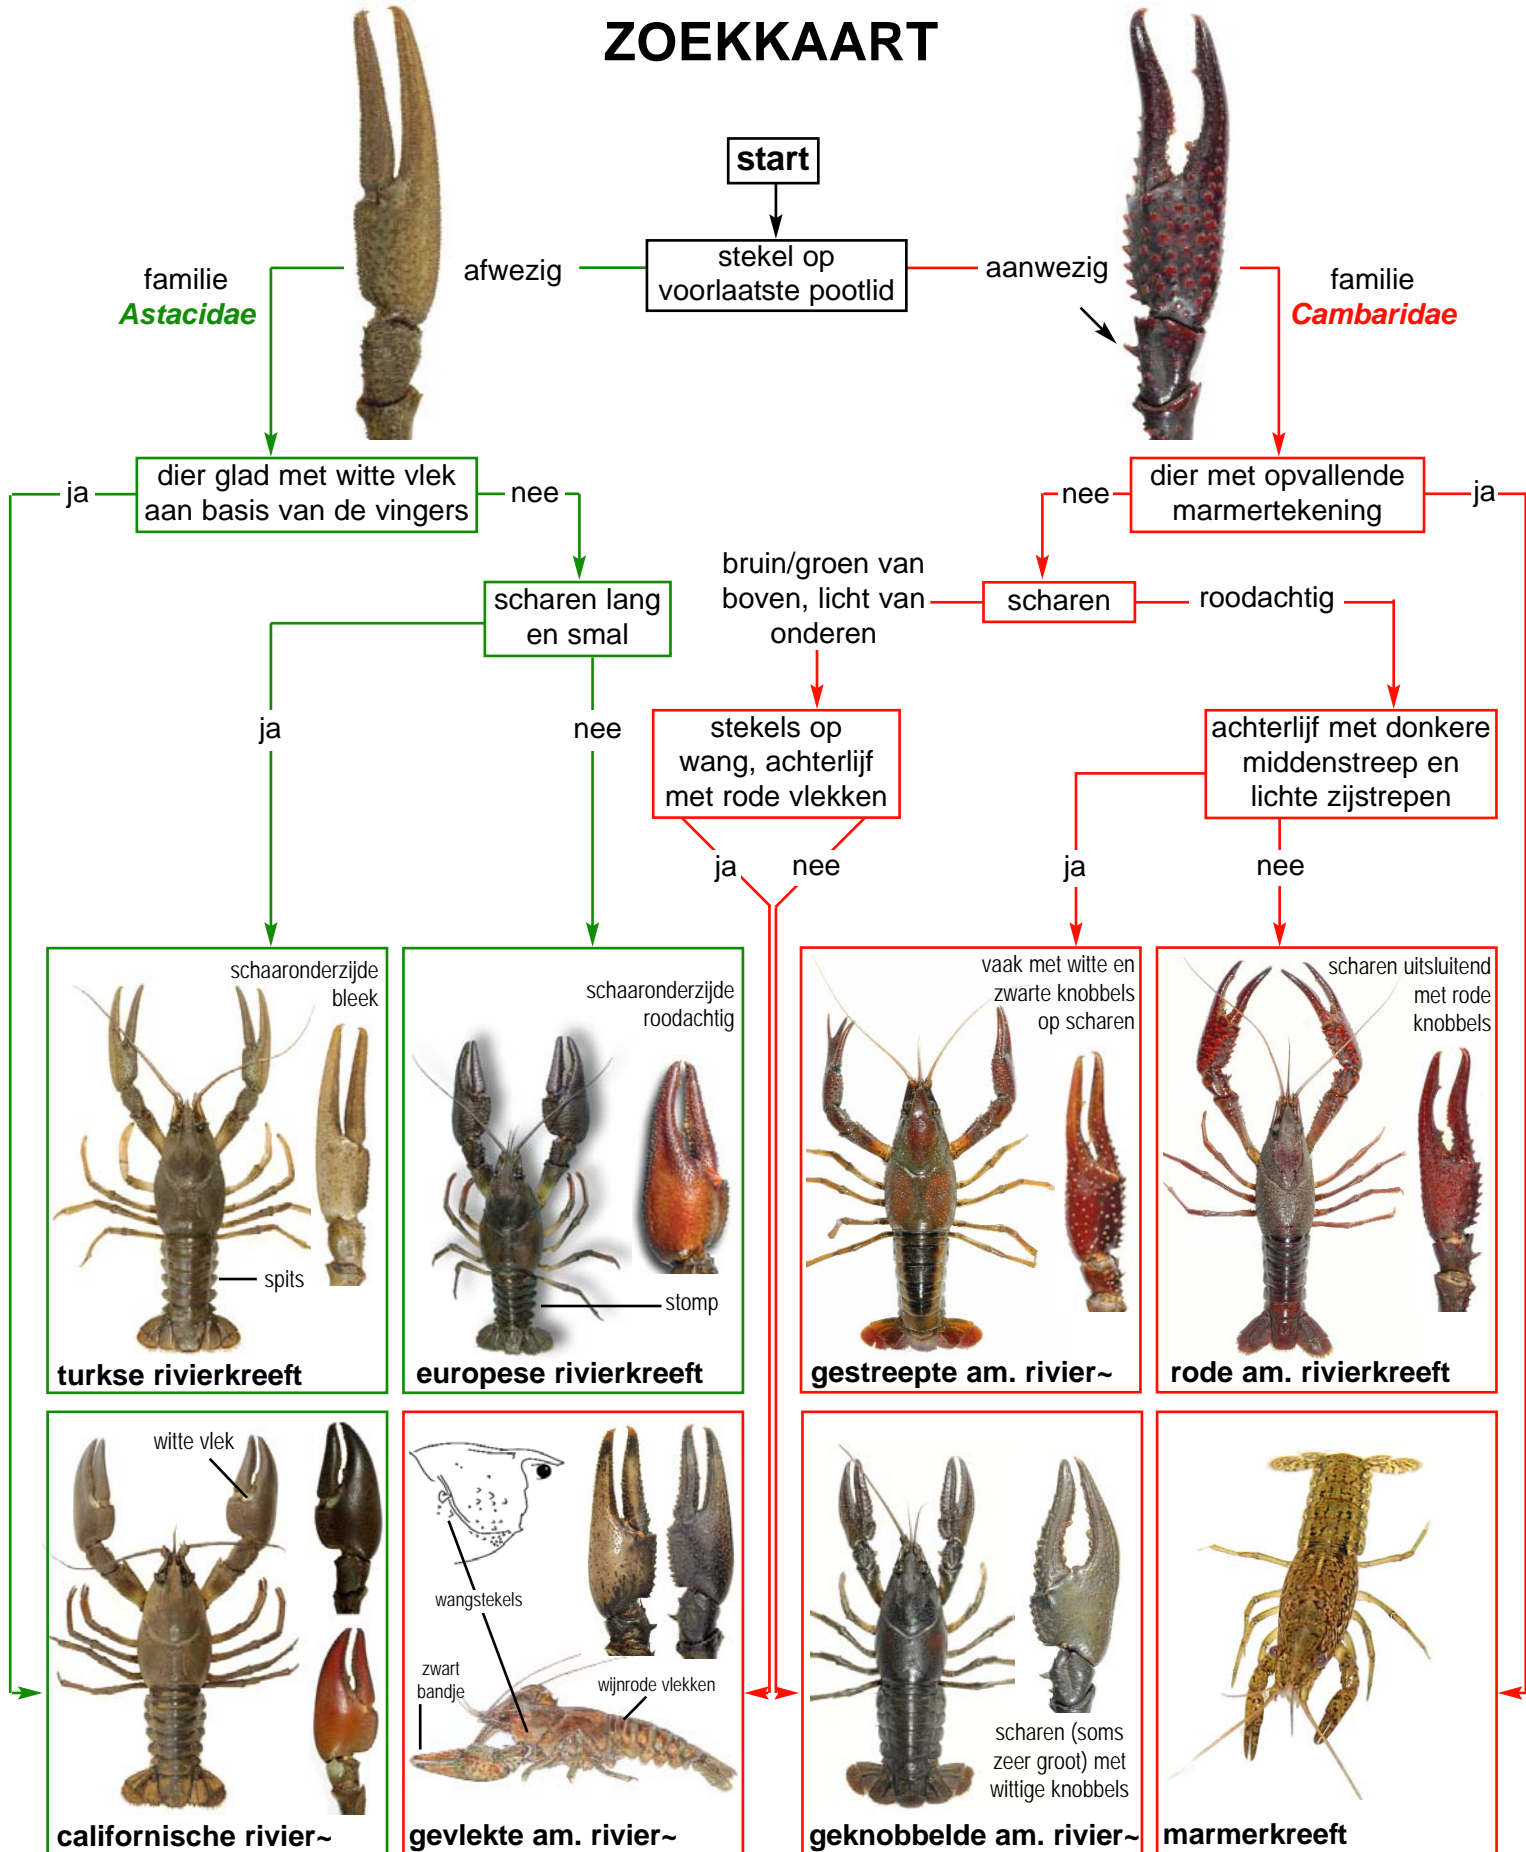 ZOEKKAART
start
stekel op
voorlaatste pootlid
afwezig
aanwezig
familie
Astacidae
familie
Cambaridae
ja
dier glad met witte vlek
aan basis van de vingers
nee
nee
dier met opvallende
marmertekening
ja
scharen lang
en smal
bruin/groen van
boven, licht van
onderen
scharen
roodachtig
ja
nee
stekels op
wang, achterlijf
met rode vlekken
achterlijf met donkere
middenstreep en
lichte zijstrepen
ja
nee
ja
nee
schaaronderzijde
bleek
spits
turkse rivierkreeft
schaaronderzijde
roodachtig
stomp
europese rivierkreeft
vaak met witte en
zwarte knobbels
op scharen
gestreepte am. rivier~
scharen uitsluitend
met rode
knobbels
rode am. rivierkreeft
witte vlek
californische rivier~
wangstekels
zwart
bandje
wijnrode vlekken
gevlekte am. rivier~
scharen (soms
zeer groot) met
wittige knobbels
geknobbelde am. rivier~
marmerkreeft